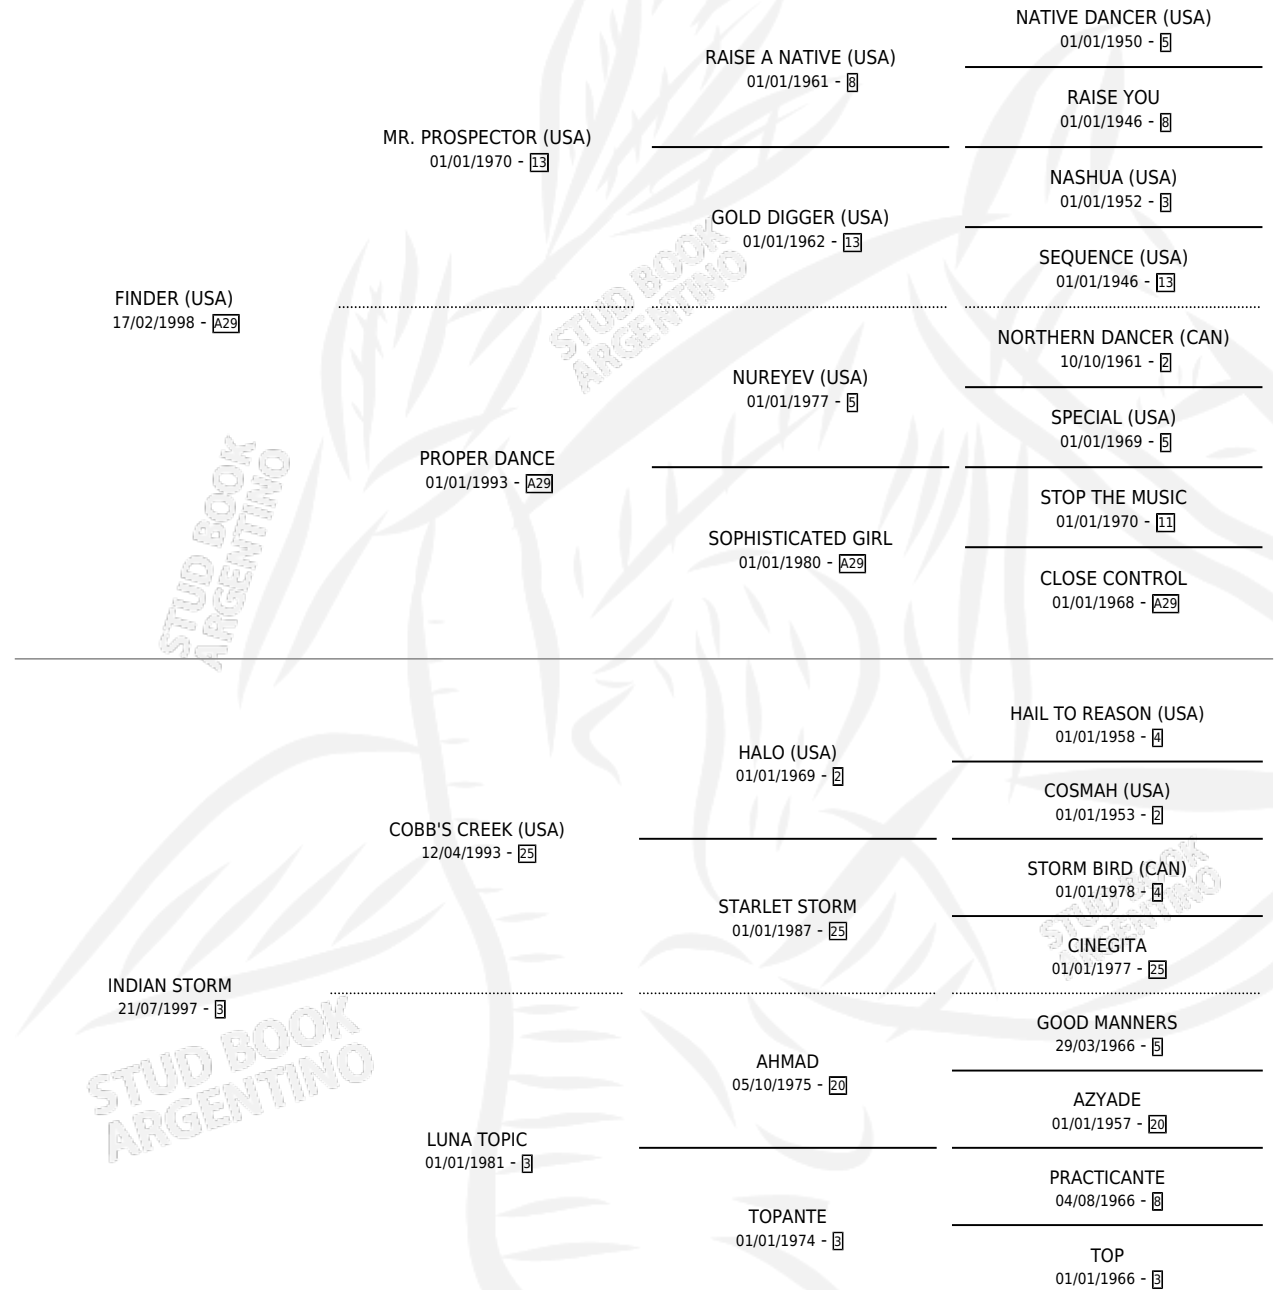 NATIVE DANCER (USA)
01/01/1950 - 5
RAISE A NATIVE (USA)
01/01/1961 - 8
RAISE YOU
01/01/1946 - 8
MR. PROSPECTOR (USA)
01/01/1970 - 13
NASHUA (USA)
01/01/1952 - 3
GOLD DIGGER (USA)
01/01/1962 - 13
SEQUENCE (USA)
01/01/1946 - 13
FINDER (USA)
17/02/1998 - A29
NORTHERN DANCER (CAN)
10/10/1961 - 2
NUREYEV (USA)
01/01/1977 - 5
SPECIAL (USA)
01/01/1969 - 5
PROPER DANCE
01/01/1993 - A29
STOP THE MUSIC
01/01/1970 - 11
SOPHISTICATED GIRL
01/01/1980 - A29
CLOSE CONTROL
01/01/1968 - A29
HAIL TO REASON (USA)
01/01/1958 - 4
HALO (USA)
01/01/1969 - 2
COSMAH (USA)
01/01/1953 - 2
COBB'S CREEK (USA)
12/04/1993 - 25
STORM BIRD (CAN)
01/01/1978 - 4
STARLET STORM
01/01/1987 - 25
CINEGITA
01/01/1977 - 25
INDIAN STORM
21/07/1997 - 3
GOOD MANNERS
29/03/1966 - 5
AHMAD
05/10/1975 - 20
AZYADE
01/01/1957 - 20
LUNA TOPIC
01/01/1981 - 3
PRACTICANTE
04/08/1966 - 8
TOPANTE
01/01/1974 - 3
TOP
01/01/1966 - 3
STUD BOOK
ARGENTINO
STUD BOOK
ARGENTINO
STUD BOOK
ARGENTINO
STUD BOOK
ARGENTINO